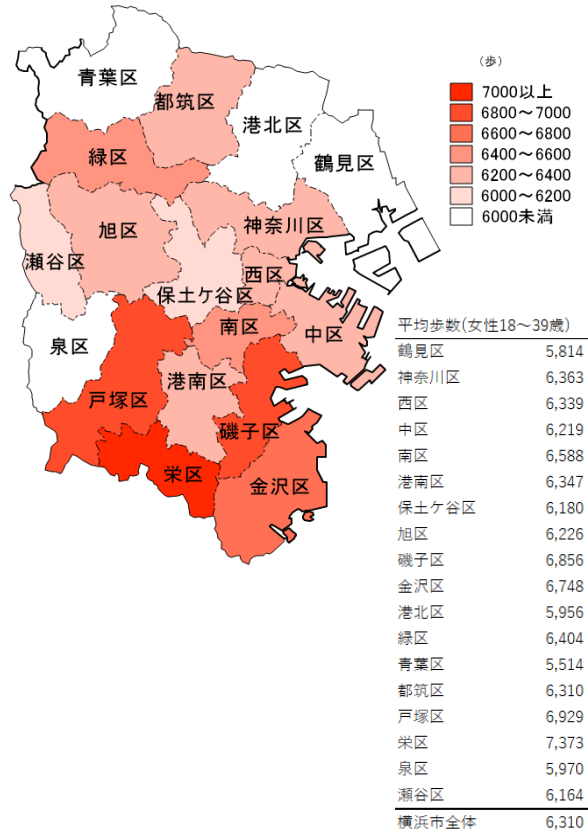 (歩)
7000以上
6800～7000
6600～6800
6400～6600
6200～6400
6000～6200
6000未満
青葉区
都筑区
港北区
緑区
鶴見区
旭区
神奈川区
瀬谷区
西区
保土ケ谷区
南区
中区
泉区
港南区
戸塚区
磯子区
栄区
金沢区
平均歩数(女性18～39歳)
鶴見区 5,814
神奈川区 6,363
西区 6,339
中区 6,219
南区 6,588
港南区 6,347
保土ケ谷区 6,180
旭区 6,226
磯子区 6,856
金沢区 6,748
港北区 5,956
緑区 6,404
青葉区 5,514
都筑区 6,310
戸塚区 6,929
栄区 7,373
泉区 5,970
瀬谷区 6,164
横浜市全体 6,310